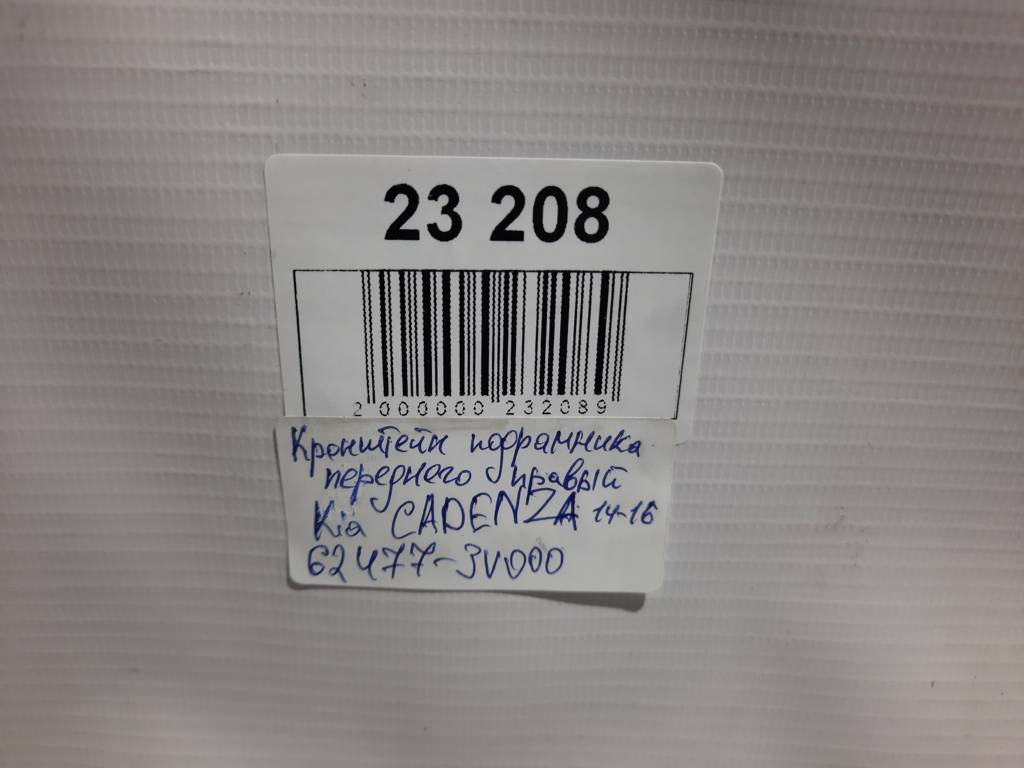 23 208
2 000000 232089
Кронштейн подрамника
переднего правый
Kia CADENZA 14-16
62477-3V000